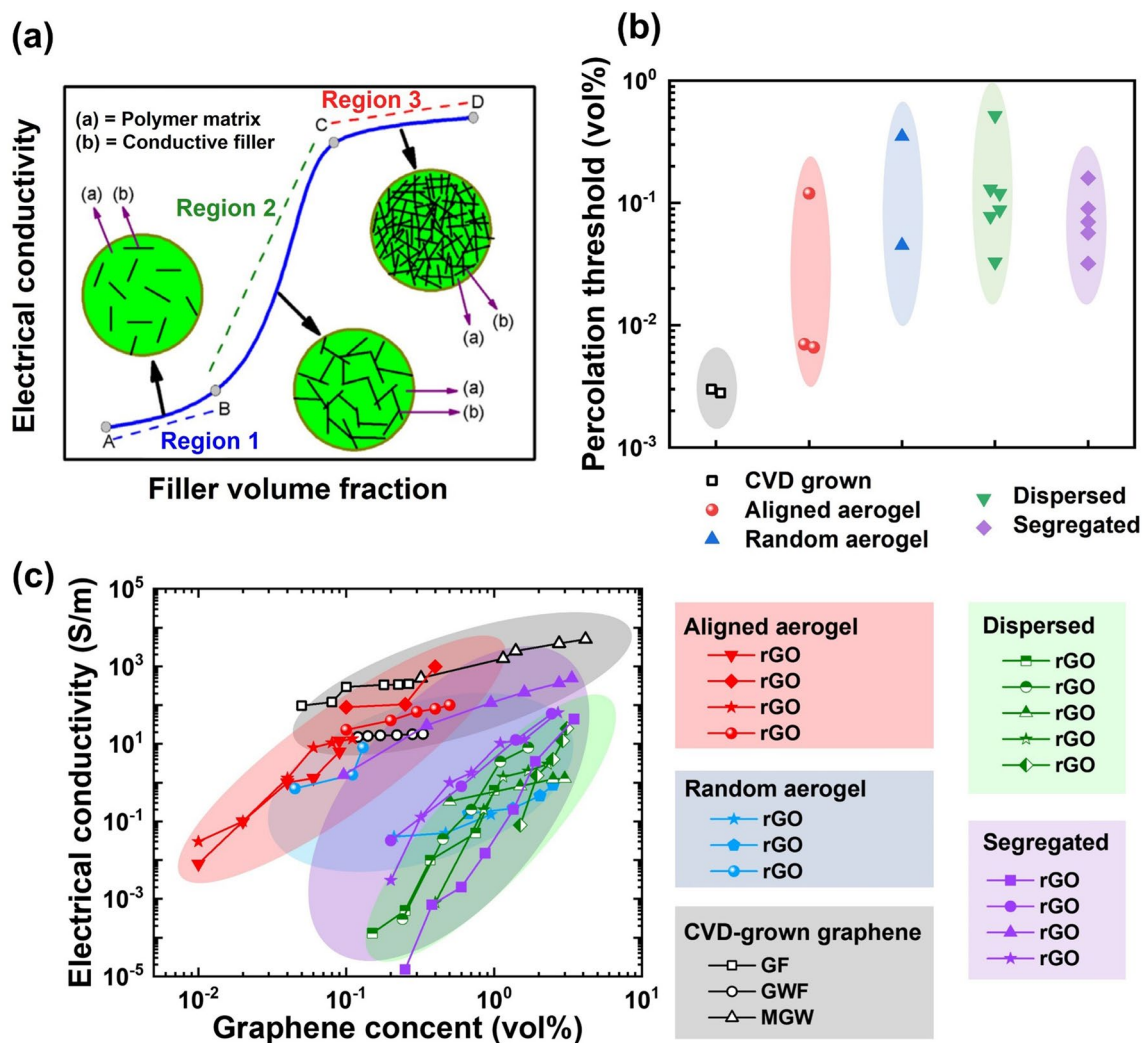 (a)
Electrical conductivity
(a) = Polymer matrix
(b) = Conductive filler
Region 3
D
C
(a)
(b)
Region 2
(b)
(a)
(a)
(b)
B
A
Region 1
Filler volume fraction
(b)
Percolation threshold (vol%)
10^0
10^-1
10^-2
10^-3
CVD grown
Aligned aerogel
Random aerogel
Dispersed
Segregated
(c)
Electrical conductivity (S/m)
10^5
10^3
10^1
10^-1
10^-3
10^-5
10^-2
10^-1
10^0
10^1
Graphene concent (vol%)
Aligned aerogel
rGO
rGO
rGO
rGO
Random aerogel
rGO
rGO
rGO
CVD-grown graphene
GF
GWF
MGW
Dispersed
rGO
rGO
rGO
rGO
rGO
Segregated
rGO
rGO
rGO
rGO